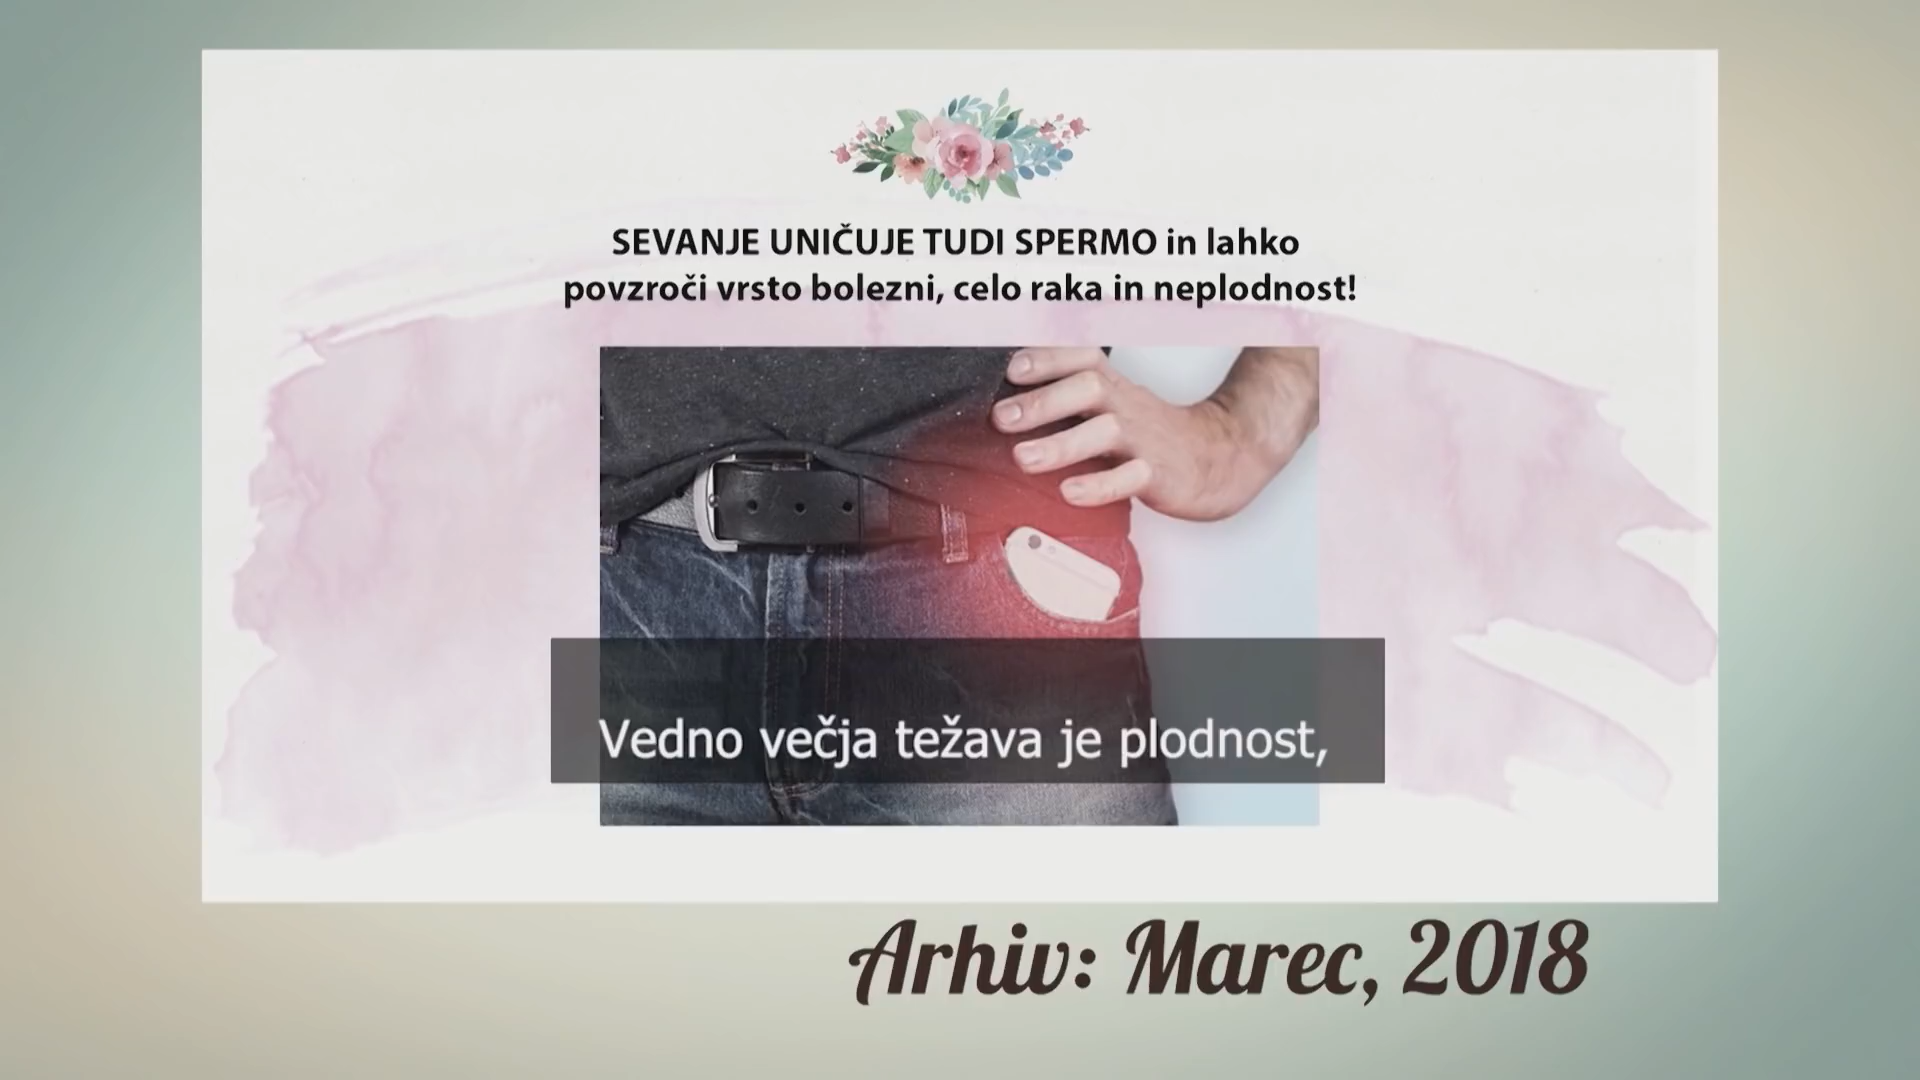 SEVANJE UNIČUJE TUDI SPERMO in lahko
povzroči vrsto bolezni, celo raka in neplodnost!
Vedno večja težava je plodnost,
Arhiv: Marec, 2018